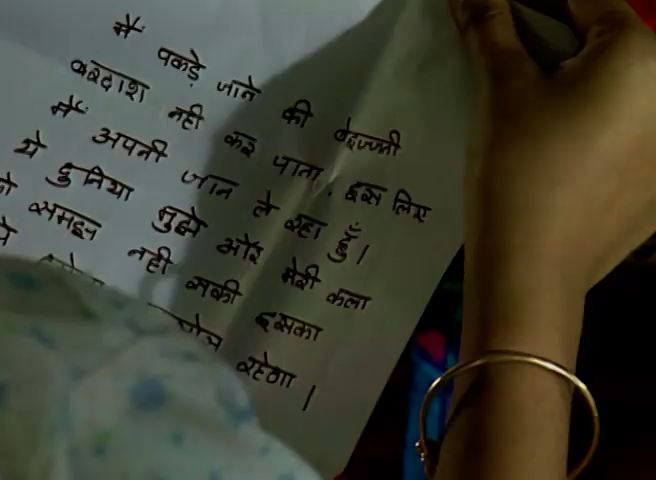 मैं पकड़े जाने की बेइज्जती
बरदाश नही कर पाता. इस लिए
मैं अपनी जान ले रहा हूँ।
ये दुनिया मुझे और मेरी कला
समझ नही सकी इसका
रहेगा।